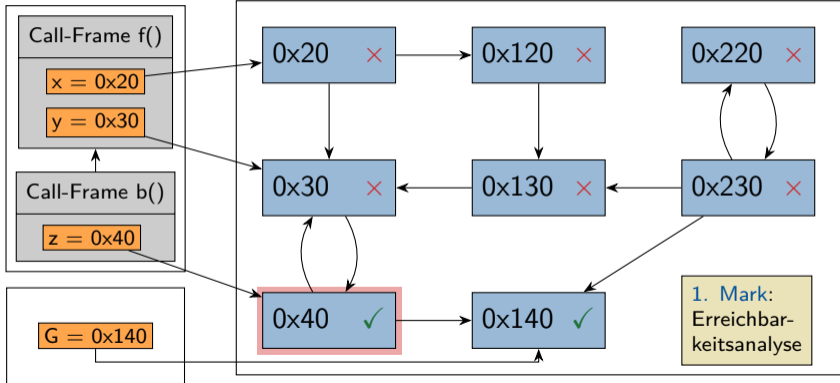 Call-Frame f()
x = 0x20
y = 0x30
Call-Frame b()
z = 0x40
G = 0x140
0x20 ×
0x120 ×
0x220 ×
0x30 ×
0x130 ×
0x230 ×
0x40 ✓
0x140 ✓
1. Mark:
Erreichbar-
keitsanalyse